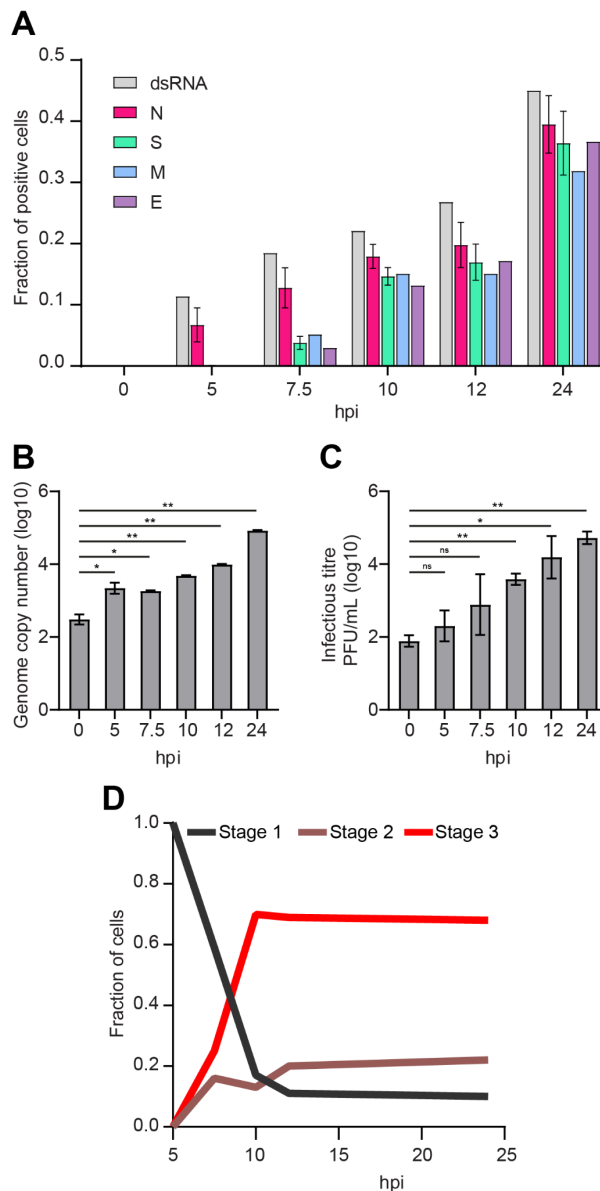 A
0.5
0.4
0.3
0.2
0.1
0.0
Fraction of positive cells
dsRNA
N
S
M
E
0 5 7.5 10 12 24
hpi
B
Genome copy number (log10)
6
4
2
0
**
**
**
*
*
0 5 7.5 10 12 24
hpi
C
Infectious titre
PFU/mL (log10)
6
4
2
0
**
*
**
ns
ns
0 5 7.5 10 12 24
hpi
D
Stage 1 Stage 2 Stage 3
Fraction of cells
1.0
0.8
0.6
0.4
0.2
0.0
5 10 15 20 25
hpi